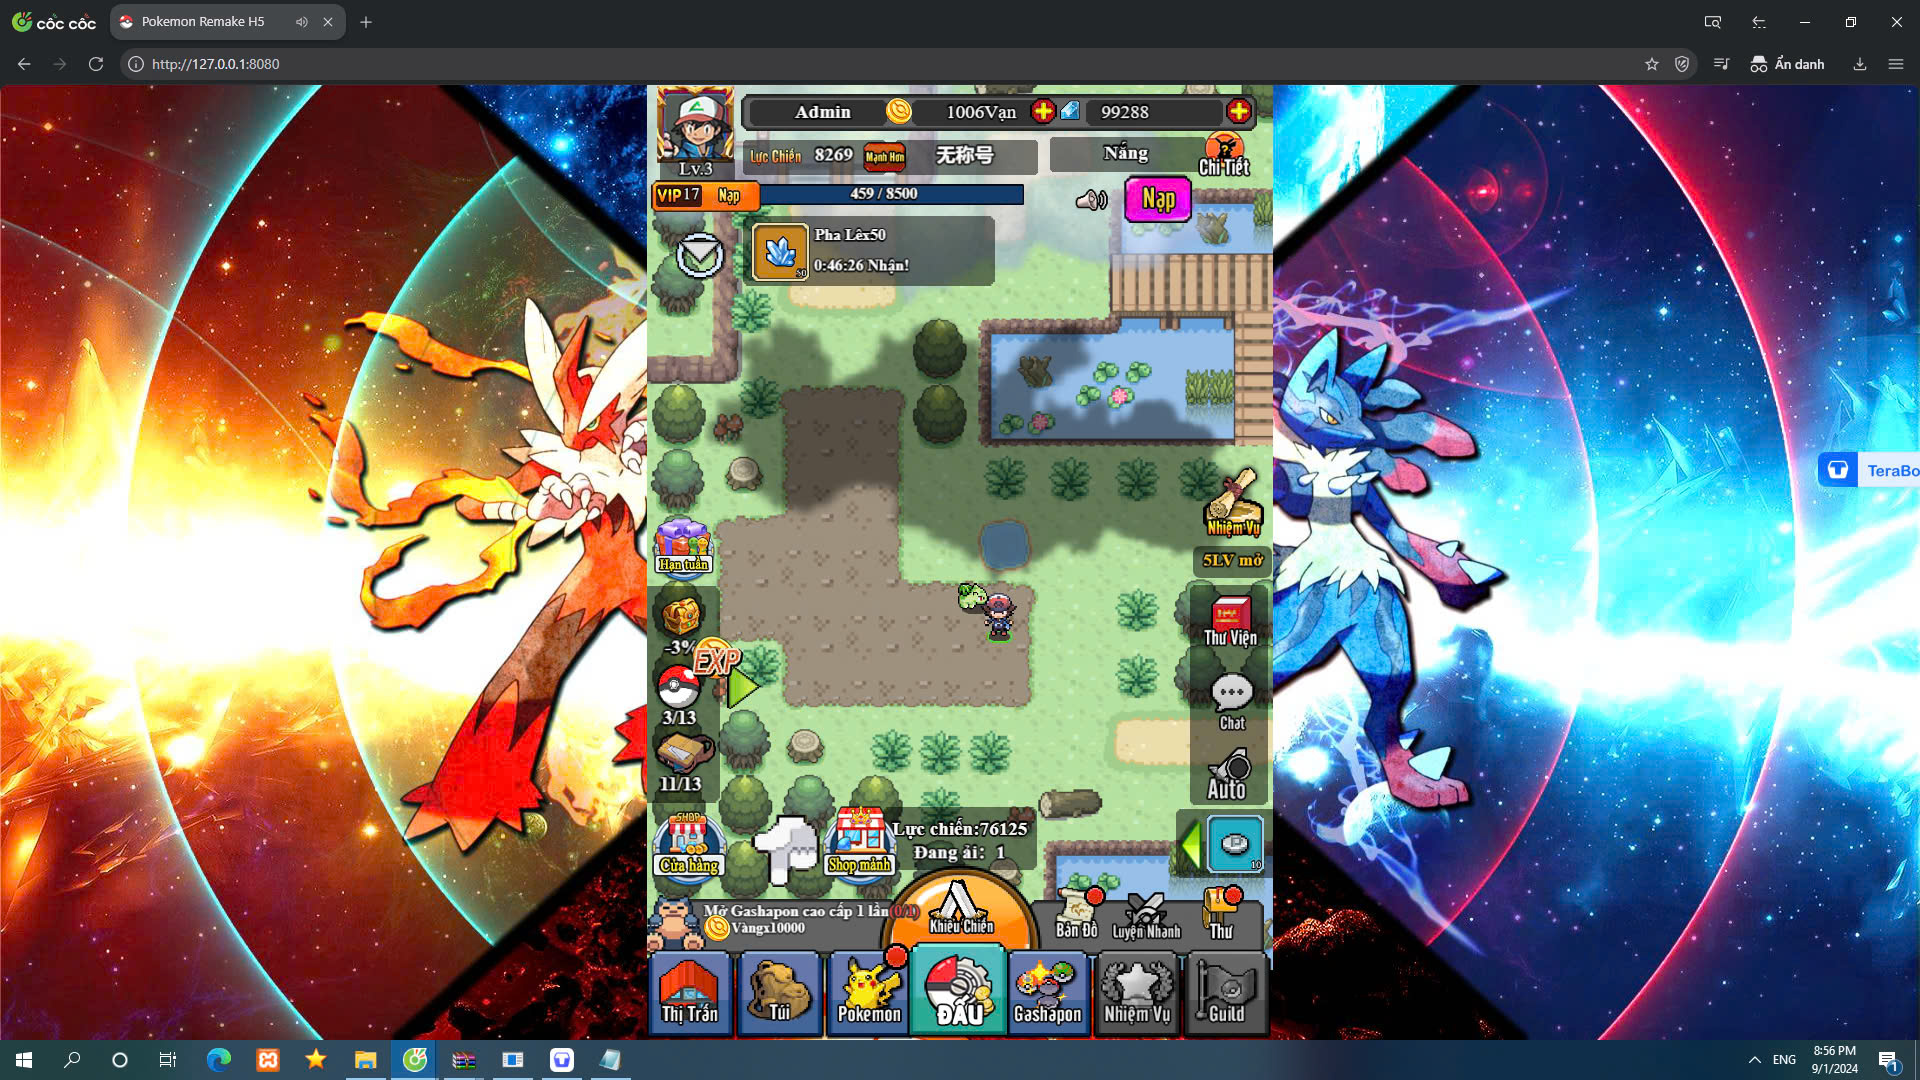 cốc cốc
Pokemon Remake H5
http://127.0.0.1:8080
Ẩn danh
Admin
1006Vạn
99288
Lv.3
Lực Chiến
8269
Mạnh Hơn
无称号
Nắng
Chi Tiết
VIP17
Nạp
459 / 8500
Nạp
Pha Lêx50
0:46:26 Nhận!
50
Nhiệm Vụ
5LV mở
Hạn tuần
Thư Viện
-3%
EXP
3/13
Chat
11/13
Auto
SHOP
Cửa hàng
Shop mảnh
Lực chiến:76125
Đang ải: 1
10
Mở Gashapon cao cấp 1 lần(0/1)
Vàngx10000
Khiêu Chiến
Bản Đồ
Luyện Nhanh
Thư
Thị Trấn
Túi
Pokemon
ĐẤU
Gashapon
Nhiệm Vụ
Guild
TeraBo
ENG
8:56 PM
9/1/2024
1